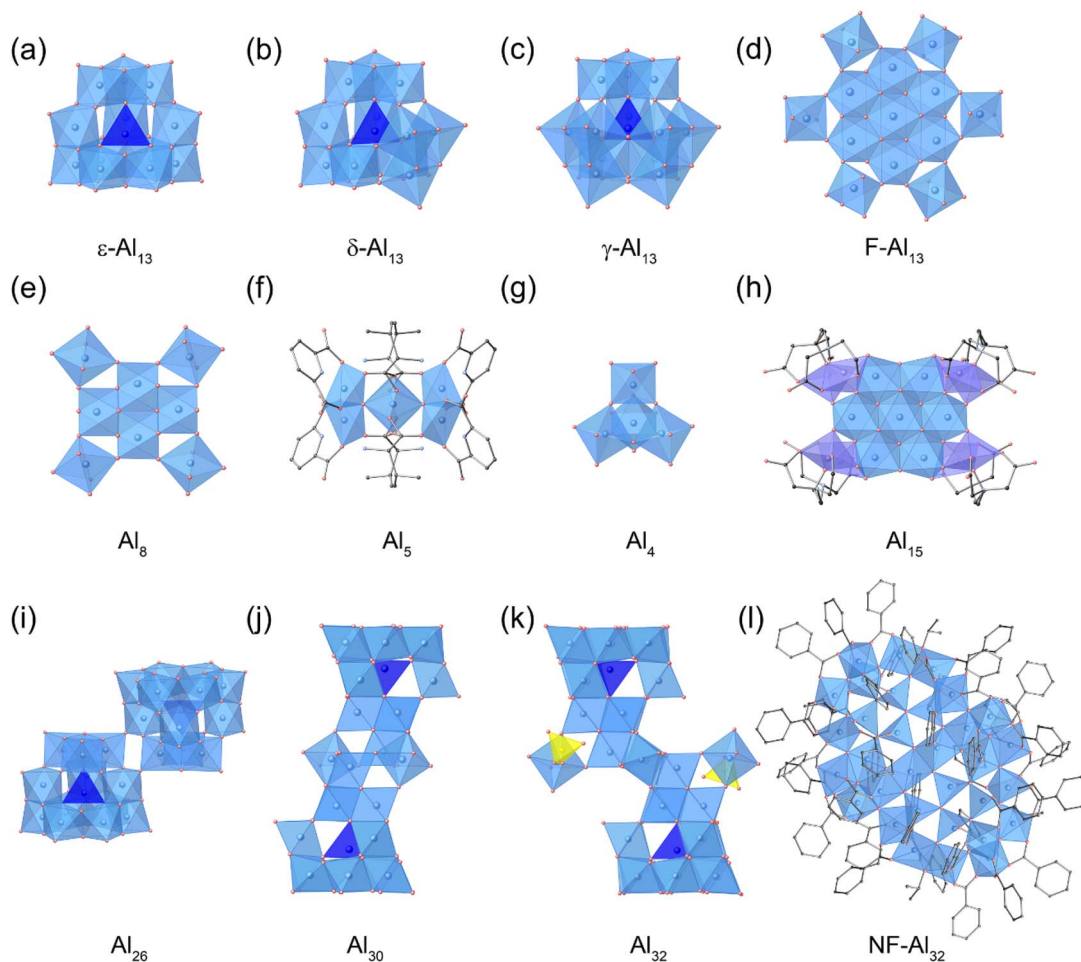 (a) (b) (c) (d)
ε-Al₁₃ δ-Al₁₃ γ-Al₁₃ F-Al₁₃
(e) (f) (g) (h)
Al₈ Al₅ Al₄ Al₁₅
(i) (j) (k) (l)
Al₂₆ Al₃₀ Al₃₂ NF-Al₃₂